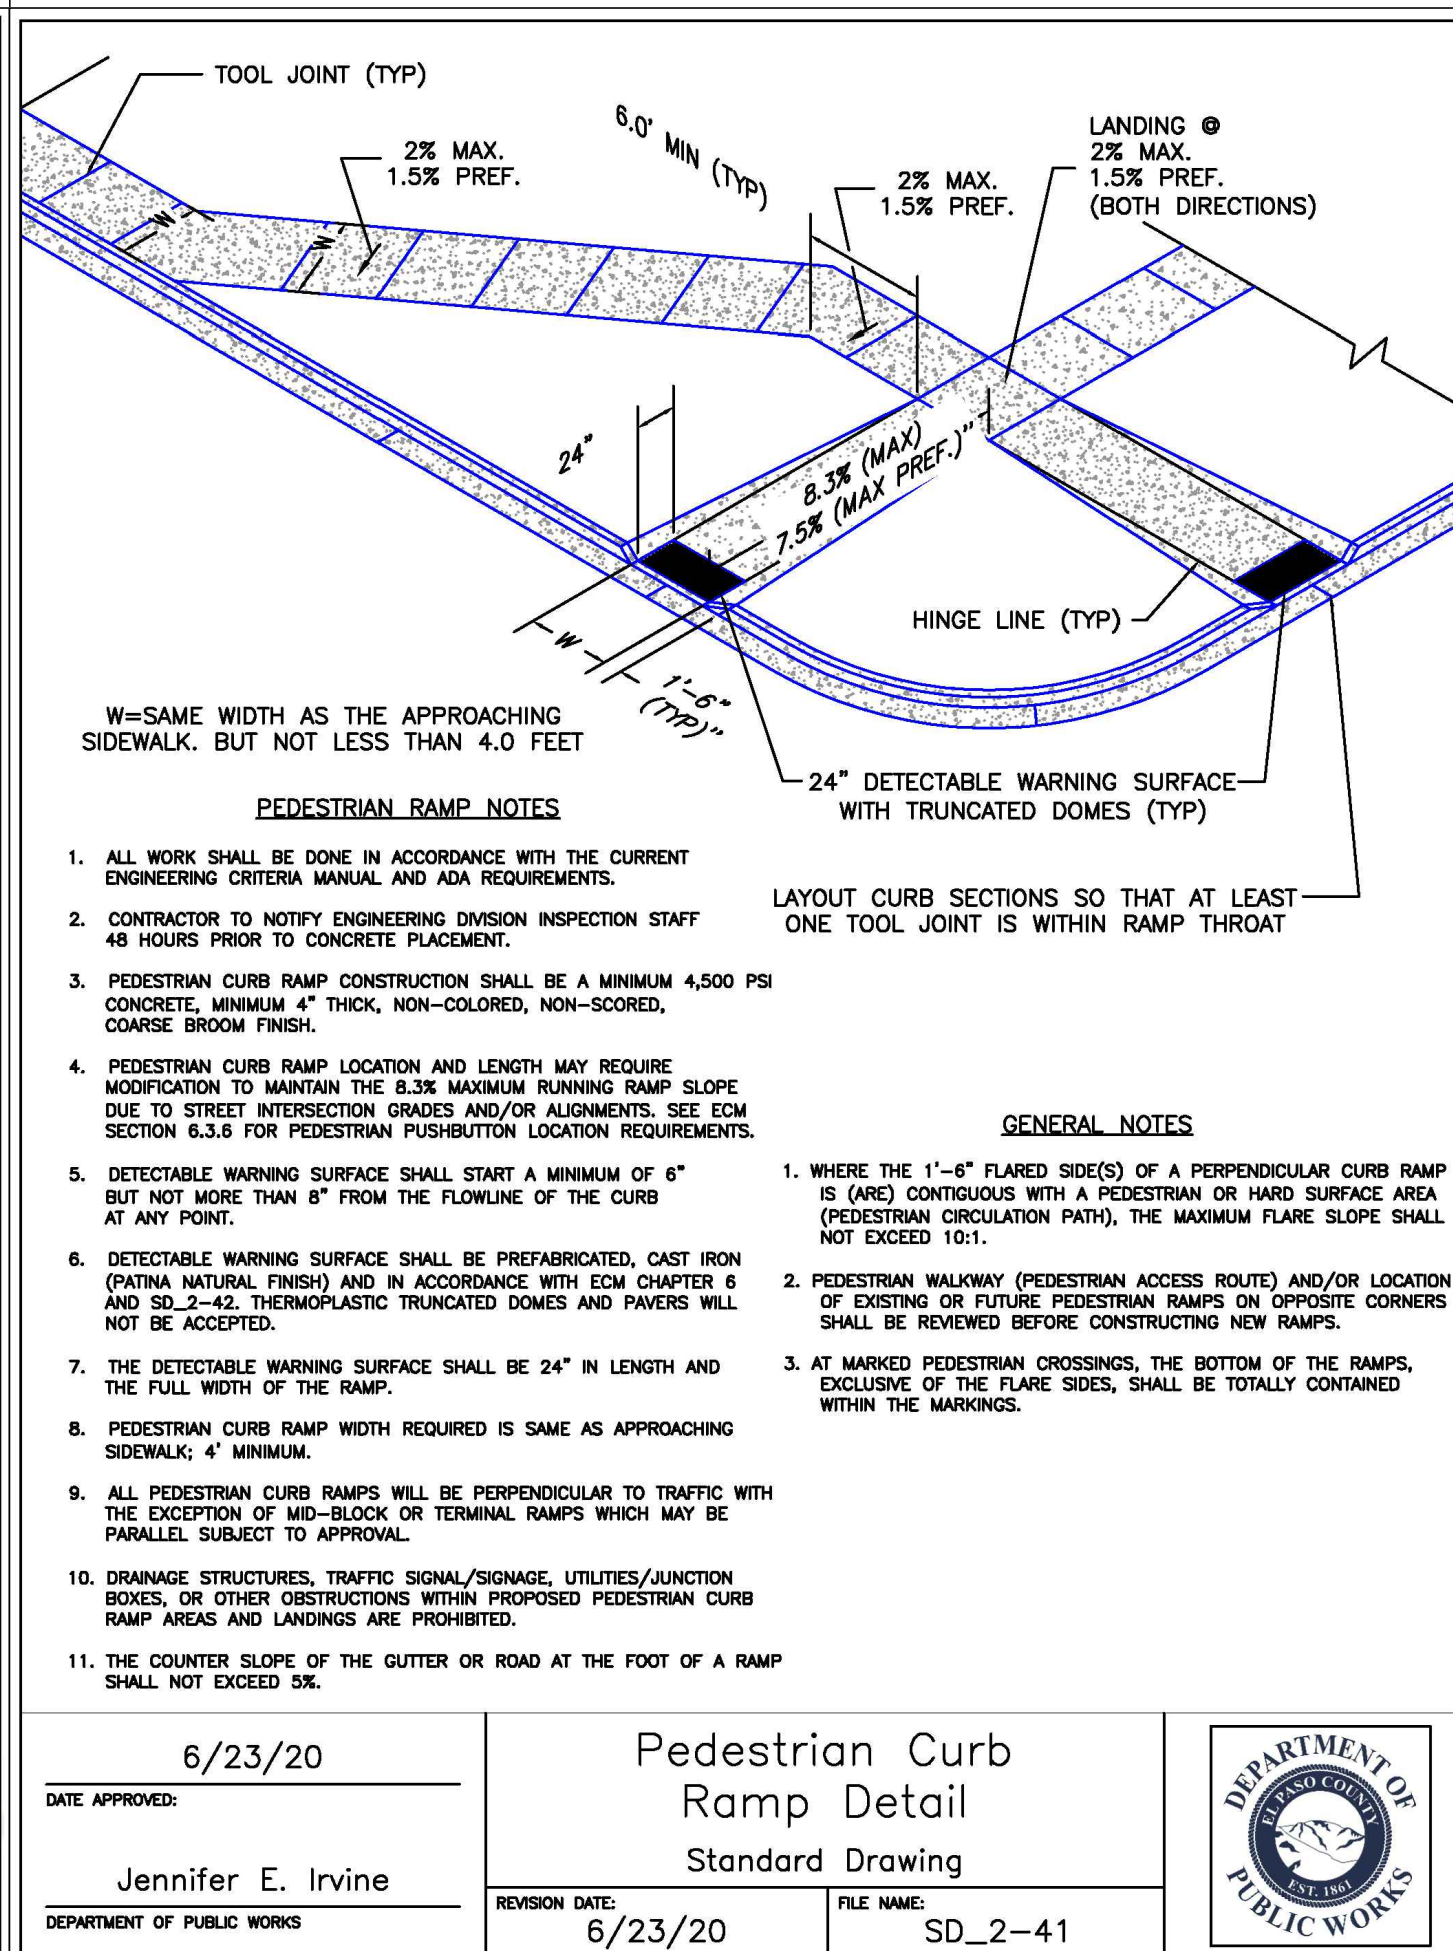 TOOL JOINT (TYP)
2% MAX.
1.5% PREF.
6.0' MIN (TYP)
2% MAX.
1.5% PREF.
LANDING @
2% MAX.
1.5% PREF.
(BOTH DIRECTIONS)
W
W
24"
8.3% (MAX)
7.5% (MAX PREF.)"
HINGE LINE (TYP)
W
1'-6"
(TYP)"
W=SAME WIDTH AS THE APPROACHING
SIDEWALK. BUT NOT LESS THAN 4.0 FEET
24" DETECTABLE WARNING SURFACE
WITH TRUNCATED DOMES (TYP)
LAYOUT CURB SECTIONS SO THAT AT LEAST
ONE TOOL JOINT IS WITHIN RAMP THROAT
PEDESTRIAN RAMP NOTES
1. ALL WORK SHALL BE DONE IN ACCORDANCE WITH THE CURRENT
ENGINEERING CRITERIA MANUAL AND ADA REQUIREMENTS.
2. CONTRACTOR TO NOTIFY ENGINEERING DIVISION INSPECTION STAFF
48 HOURS PRIOR TO CONCRETE PLACEMENT.
3. PEDESTRIAN CURB RAMP CONSTRUCTION SHALL BE A MINIMUM 4,500 PSI
CONCRETE, MINIMUM 4" THICK, NON-COLORED, NON-SCORED,
COARSE BROOM FINISH.
4. PEDESTRIAN CURB RAMP LOCATION AND LENGTH MAY REQUIRE
MODIFICATION TO MAINTAIN THE 8.3% MAXIMUM RUNNING RAMP SLOPE
DUE TO STREET INTERSECTION GRADES AND/OR ALIGNMENTS. SEE ECM
SECTION 6.3.6 FOR PEDESTRIAN PUSHBUTTON LOCATION REQUIREMENTS.
5. DETECTABLE WARNING SURFACE SHALL START A MINIMUM OF 6"
BUT NOT MORE THAN 8" FROM THE FLOWLINE OF THE CURB
AT ANY POINT.
6. DETECTABLE WARNING SURFACE SHALL BE PREFABRICATED, CAST IRON
(PATINA NATURAL FINISH) AND IN ACCORDANCE WITH ECM CHAPTER 6
AND SD_2-42. THERMOPLASTIC TRUNCATED DOMES AND PAVERS WILL
NOT BE ACCEPTED.
7. THE DETECTABLE WARNING SURFACE SHALL BE 24" IN LENGTH AND
THE FULL WIDTH OF THE RAMP.
8. PEDESTRIAN CURB RAMP WIDTH REQUIRED IS SAME AS APPROACHING
SIDEWALK; 4' MINIMUM.
9. ALL PEDESTRIAN CURB RAMPS WILL BE PERPENDICULAR TO TRAFFIC WITH
THE EXCEPTION OF MID-BLOCK OR TERMINAL RAMPS WHICH MAY BE
PARALLEL SUBJECT TO APPROVAL.
10. DRAINAGE STRUCTURES, TRAFFIC SIGNAL/SIGNAGE, UTILITIES/JUNCTION
BOXES, OR OTHER OBSTRUCTIONS WITHIN PROPOSED PEDESTRIAN CURB
RAMP AREAS AND LANDINGS ARE PROHIBITED.
11. THE COUNTER SLOPE OF THE GUTTER OR ROAD AT THE FOOT OF A RAMP
SHALL NOT EXCEED 5%.
GENERAL NOTES
1. WHERE THE 1'-6" FLARED SIDE(S) OF A PERPENDICULAR CURB RAMP
IS (ARE) CONTIGUOUS WITH A PEDESTRIAN OR HARD SURFACE AREA
(PEDESTRIAN CIRCULATION PATH), THE MAXIMUM FLARE SLOPE SHALL
NOT EXCEED 10:1.
2. PEDESTRIAN WALKWAY (PEDESTRIAN ACCESS ROUTE) AND/OR LOCATION
OF EXISTING OR FUTURE PEDESTRIAN RAMPS ON OPPOSITE CORNERS
SHALL BE REVIEWED BEFORE CONSTRUCTING NEW RAMPS.
3. AT MARKED PEDESTRIAN CROSSINGS, THE BOTTOM OF THE RAMPS,
EXCLUSIVE OF THE FLARE SIDES, SHALL BE TOTALLY CONTAINED
WITHIN THE MARKINGS.
6/23/20
DATE APPROVED:
Jennifer E. Irvine
DEPARTMENT OF PUBLIC WORKS
Pedestrian Curb
Ramp Detail
Standard Drawing
REVISION DATE:
6/23/20
FILE NAME:
SD_2-41
DEPARTMENT OF
EL PASO COUNTY
EST. 1861
PUBLIC WORKS